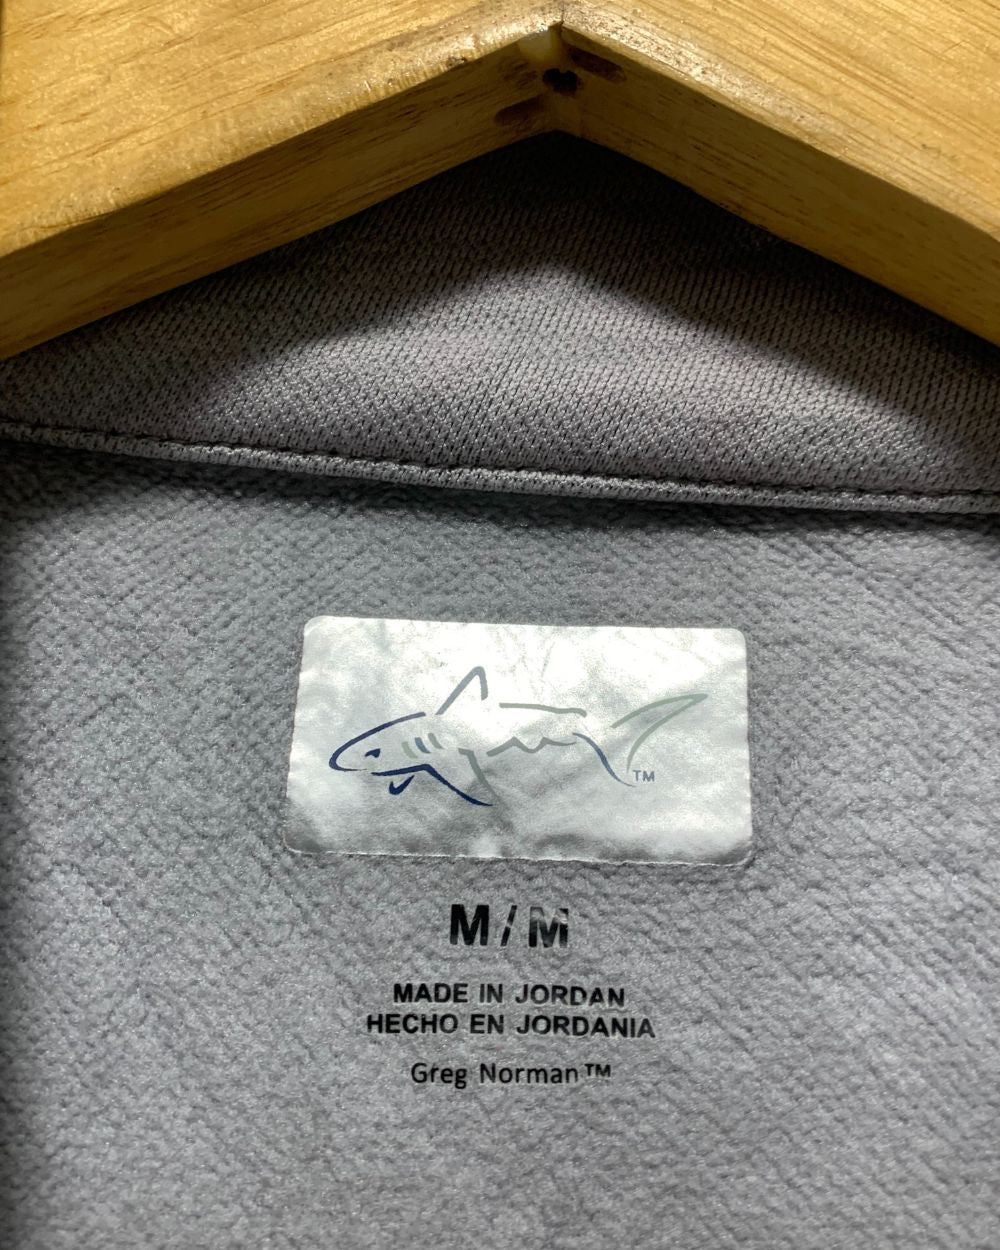 TM
M / M
MADE IN JORDAN
HECHO EN JORDANIA
Greg Norman™